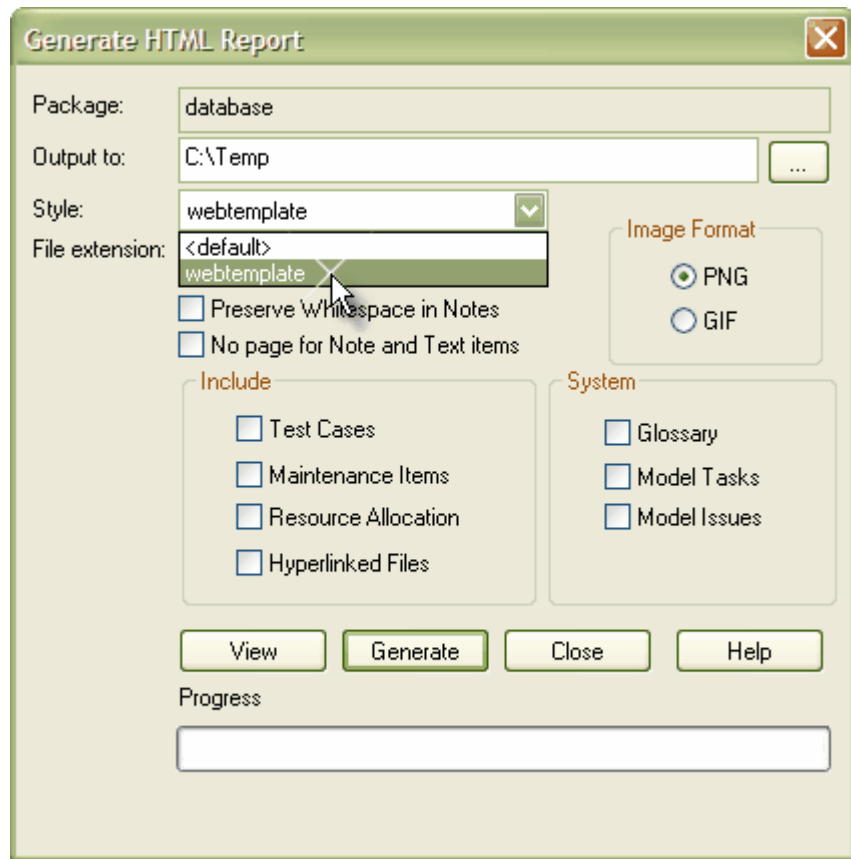 Generate HTML Report
Package: database
Output to: C:\Temp ...
Style: webtemplate
File extension: <default>
webtemplate
Image Format
PNG
GIF
Preserve Whitespace in Notes
No page for Note and Text items
Include
Test Cases
Maintenance Items
Resource Allocation
Hyperlinked Files
System
Glossary
Model Tasks
Model Issues
View Generate Close Help
Progress